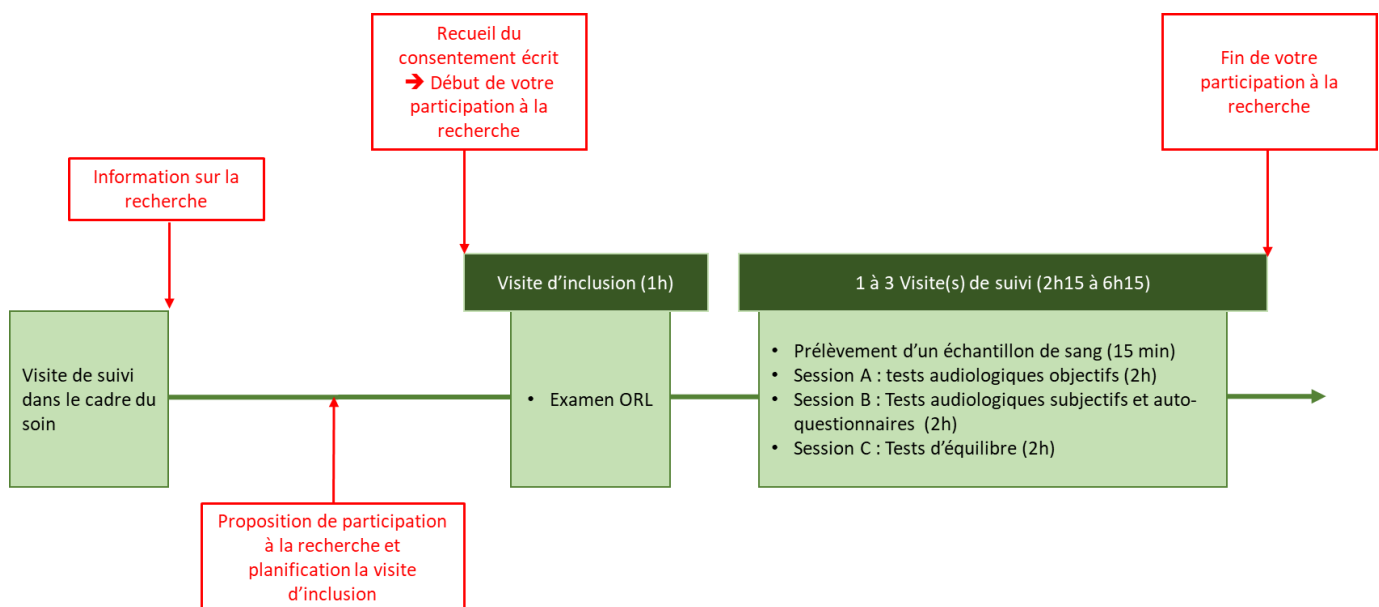 Recueil du
consentement écrit
➔ Début de votre
participation à la
recherche
Fin de votre
participation à la
recherche
Information sur la
recherche
Visite d’inclusion (1h)
1 à 3 Visite(s) de suivi (2h15 à 6h15)
Visite de suivi
dans le cadre du
soin
• Examen ORL
• Prélèvement d’un échantillon de sang (15 min)
• Session A : tests audiologiques objectifs (2h)
• Session B : Tests audiologiques subjectifs et auto-
questionnaires (2h)
• Session C : Tests d’équilibre (2h)
Proposition de participation
à la recherche et
planification la visite
d’inclusion